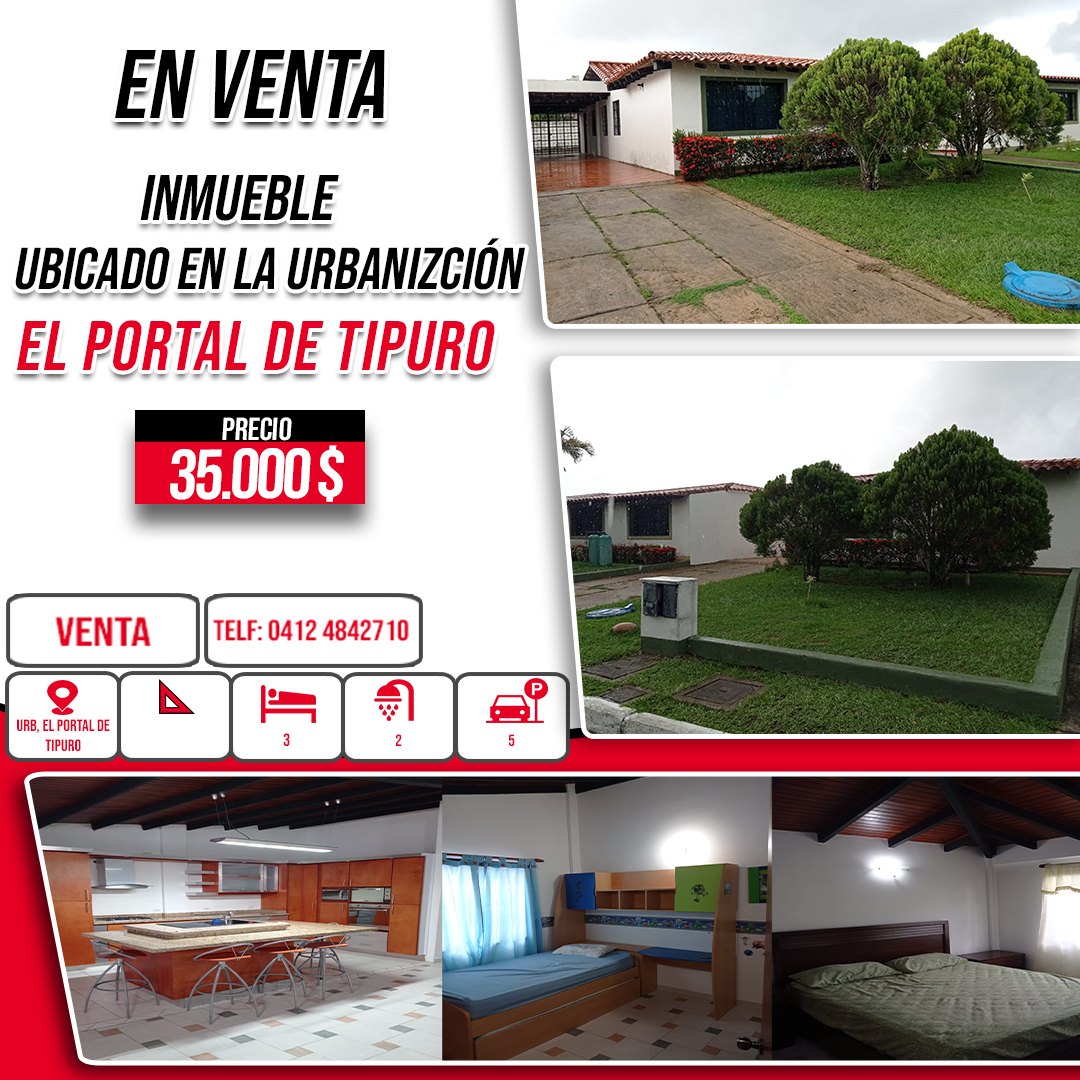 EN VENTA
INMUEBLE
UBICADO EN LA URBANIZCIÓN
EL PORTAL DE TIPURO
PRECIO
35.000 $
VENTA
TELF: 0412 4842710
URB, EL PORTAL DE
TIPURO
3
2
P
5